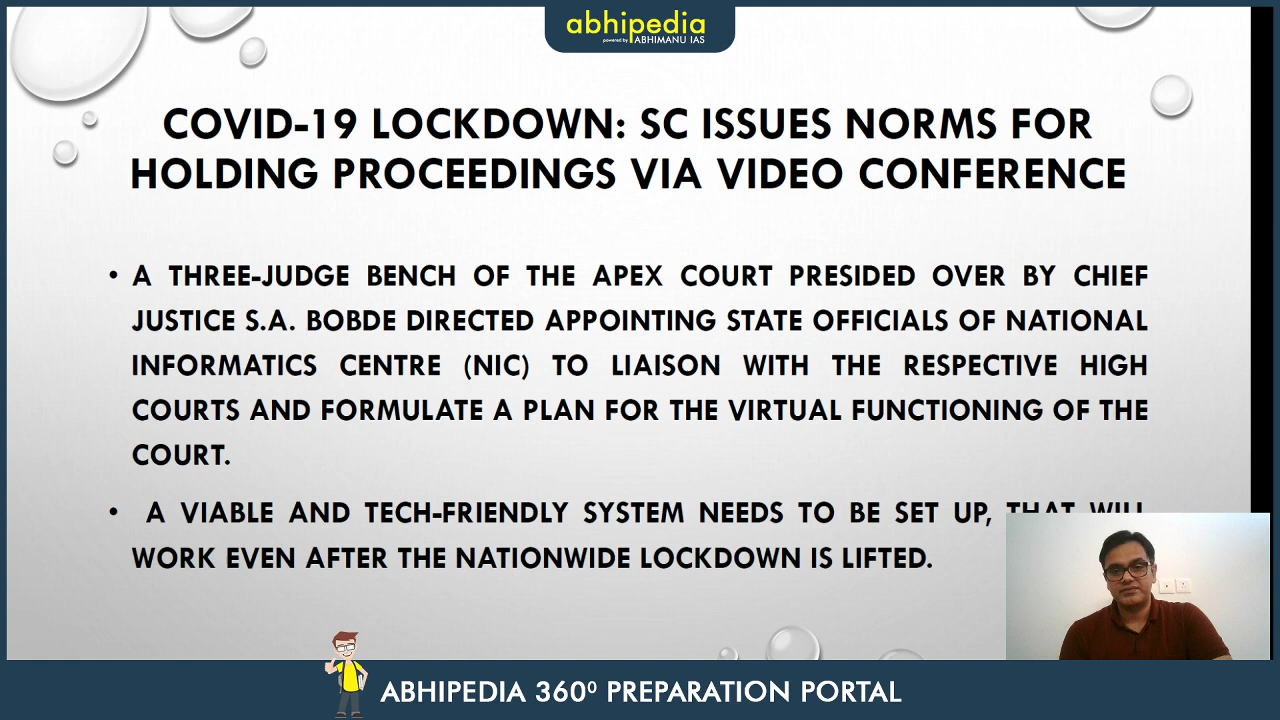 abhipedia
powered by ABHIMANU IAS
COVID-19 LOCKDOWN: SC ISSUES NORMS FOR
HOLDING PROCEEDINGS VIA VIDEO CONFERENCE
• A THREE-JUDGE BENCH OF THE APEX COURT PRESIDED OVER BY CHIEF
JUSTICE S.A. BOBDE DIRECTED APPOINTING STATE OFFICIALS OF NATIONAL
INFORMATICS CENTRE (NIC) TO LIAISON WITH THE RESPECTIVE HIGH
COURTS AND FORMULATE A PLAN FOR THE VIRTUAL FUNCTIONING OF THE
COURT.
• A VIABLE AND TECH-FRIENDLY SYSTEM NEEDS TO BE SET UP, THAT WILL
WORK EVEN AFTER THE NATIONWIDE LOCKDOWN IS LIFTED.
ABHIPEDIA 360⁰ PREPARATION PORTAL